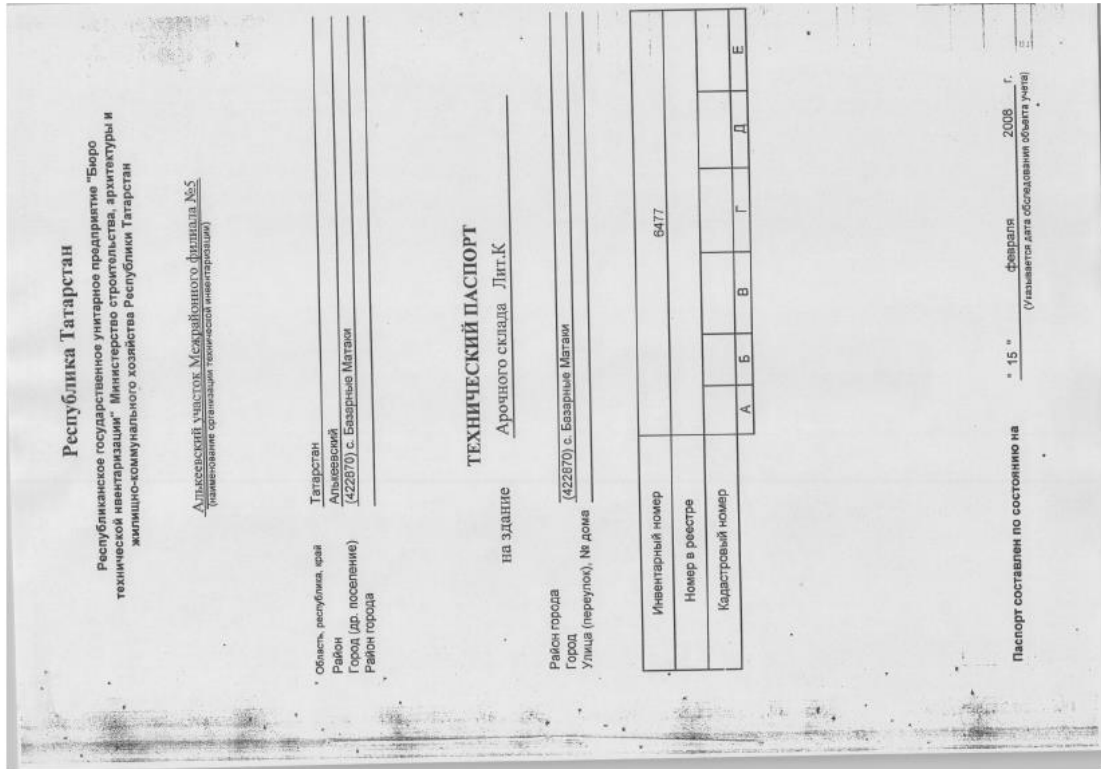 Республика Татарстан
Республиканское государственное унитарное предприятие "Бюро
технической нвентаризации" Министерство строительства, архитектуры и
жилищно-коммунального хозяйства Республики Татарстан
Алькеевский участок Межрайонного филиала №5
(наименование организации технической инвентаризации)
Область, республика, край Татарстан
Район Алькеевский
Город (др. поселение) (422870) с. Базарные Матаки
Район города
ТЕХНИЧЕСКИЙ ПАСПОРТ
на здание Арочного склада Лит.К
Район города
Город (422870) с. Базарные Матаки
Улица (переулок), № дома
Инвентарный номер 6477
Номер в реестре
Кадастровый номер
А Б В Г Д Е
Паспорт составлен по состоянию на " 15 " февраля 2008 г.
(Указывается дата обследования объекта учета)